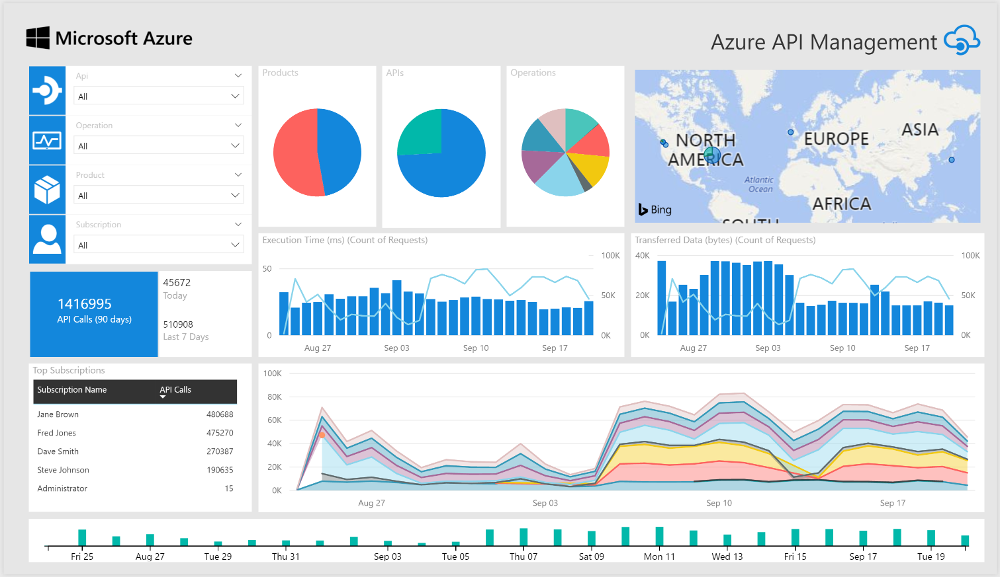 Microsoft Azure
Azure API Management
Api
All
Operation
All
Product
All
Subscription
All
Products
APIs
Operations
NORTH
AMERICA
EUROPE
ASIA
Atlantic
Ocean
AFRICA
SOUTH
Bing
1416995
API Calls (90 days)
45672
Today
510908
Last 7 Days
Execution Time (ms) (Count of Requests)
100K
50
50K
0
0K
Aug 27 Sep 03 Sep 10 Sep 17
Transferred Data (bytes) (Count of Requests)
40K 100K
20K 50K
0K 0K
Aug 27 Sep 03 Sep 10 Sep 17
Top Subscriptions
Subscription Name API Calls
Jane Brown 480688
Fred Jones 475270
Dave Smith 270387
Steve Johnson 190635
Administrator 15
100K
80K
60K
40K
20K
0K
Aug 27 Sep 03 Sep 10 Sep 17
Fri 25 Aug 27 Tue 29 Thu 31 Sep 03 Tue 05 Thu 07 Sat 09 Mon 11 Wed 13 Fri 15 Sep 17 Tue 19